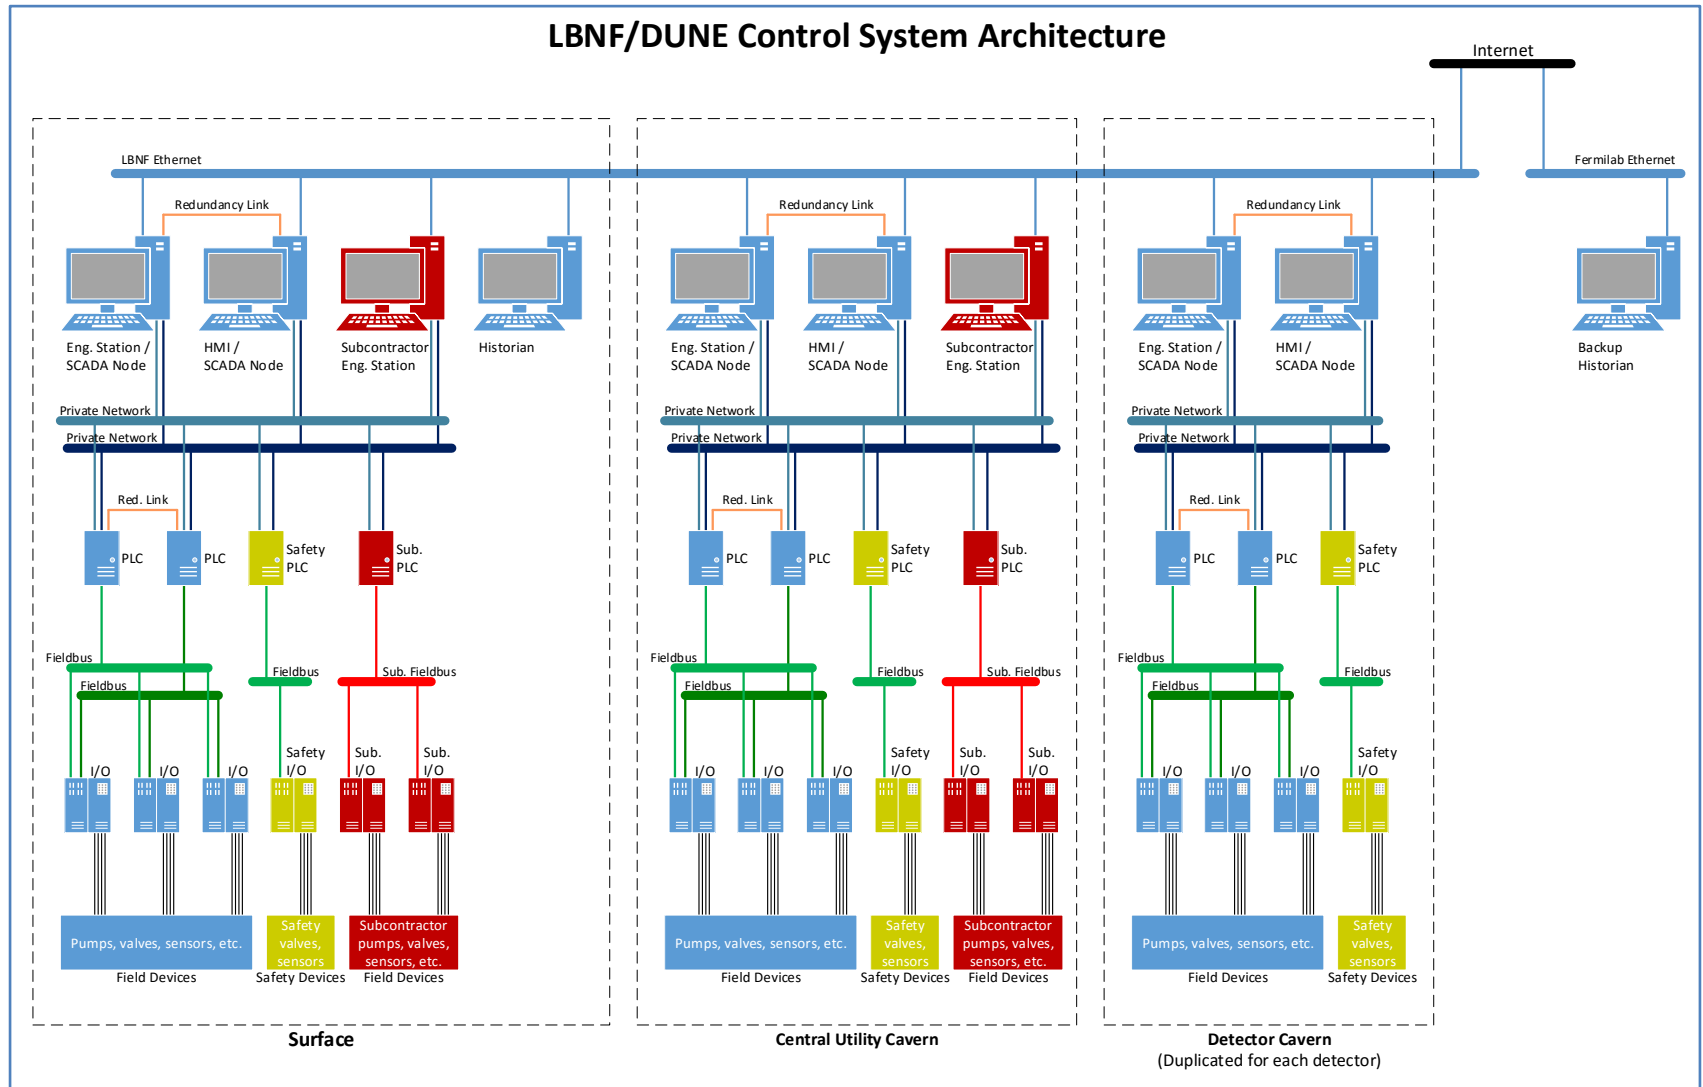 LBNF/DUNE Control System Architecture
Internet
LBNF Ethernet
Fermilab Ethernet
Redundancy Link
Redundancy Link
Redundancy Link
Eng. Station /
SCADA Node
HMI /
SCADA Node
Subcontractor
Eng. Station
Historian
Eng. Station /
SCADA Node
HMI /
SCADA Node
Subcontractor
Eng. Station
Eng. Station /
SCADA Node
HMI /
SCADA Node
Backup
Historian
Private Network
Private Network
Private Network
Private Network
Private Network
Private Network
Red. Link
Red. Link
Red. Link
PLC
PLC
Safety
PLC
Sub.
PLC
PLC
PLC
Safety
PLC
Sub.
PLC
PLC
PLC
Safety
PLC
Fieldbus
Fieldbus
Fieldbus
Sub. Fieldbus
Fieldbus
Fieldbus
Fieldbus
Sub. Fieldbus
Fieldbus
Fieldbus
Fieldbus
I/O
I/O
I/O
Safety
I/O
Sub.
I/O
Sub.
I/O
I/O
I/O
I/O
Safety
I/O
Sub.
I/O
Sub.
I/O
I/O
I/O
I/O
Safety
I/O
Pumps, valves, sensors, etc.
Field Devices
Safety
valves,
sensors
Safety Devices
Subcontractor
pumps, valves,
sensors, etc.
Field Devices
Pumps, valves, sensors, etc.
Field Devices
Safety
valves,
sensors
Safety Devices
Subcontractor
pumps, valves,
sensors, etc.
Field Devices
Pumps, valves, sensors, etc.
Field Devices
Safety
valves,
sensors
Safety Devices
Surface
Central Utility Cavern
Detector Cavern
(Duplicated for each detector)